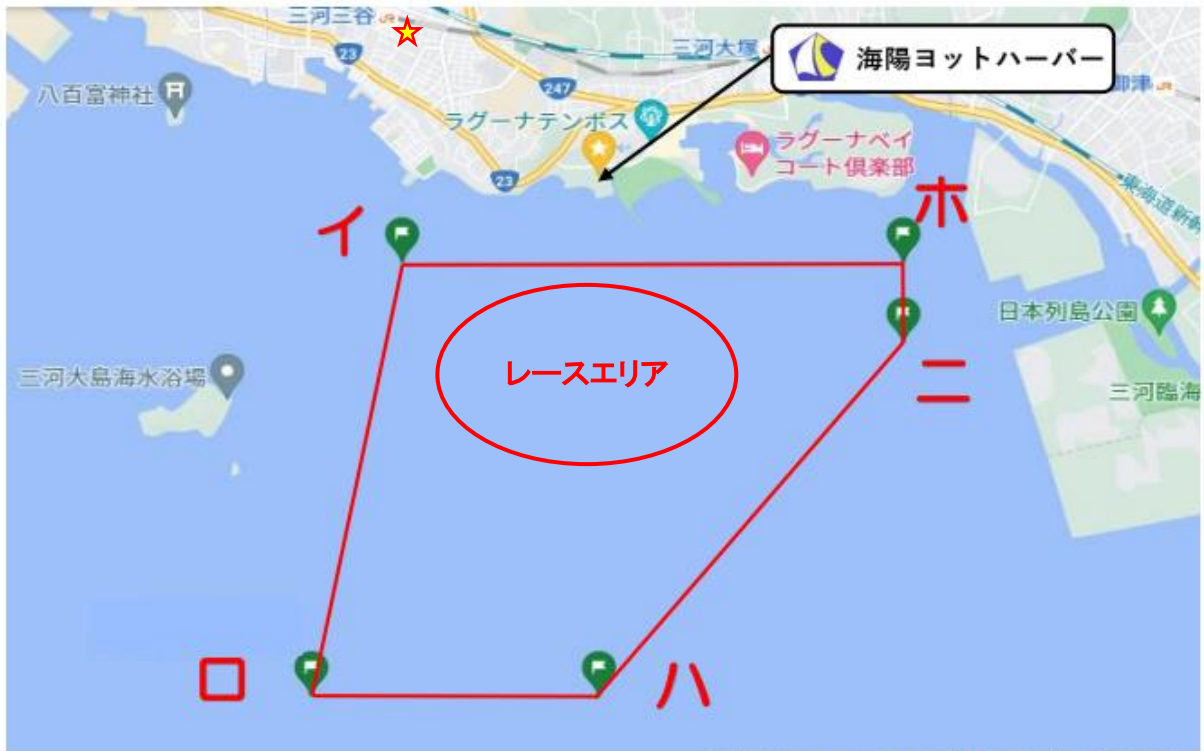 三河三谷
JR
23
三河大塚
海陽ヨットハーバー
八百富神社
247
御津
JR
ラグーナテンボス
ラグーナベイ
コート倶楽部
23
東海道新幹
イ
ホ
日本列島公園
レースエリア
三河大島海水浴場
ニ
三河臨海
ロ
ハ